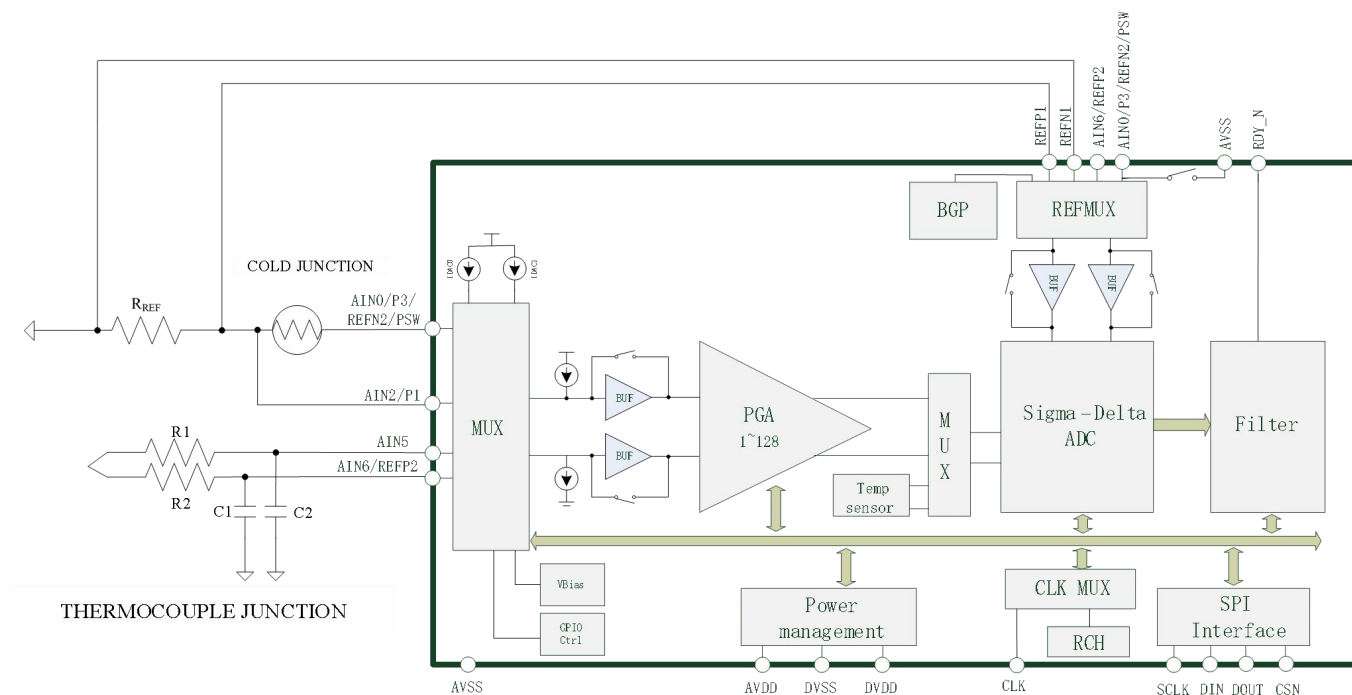 REFP1
REFN1
AIN6/REFP2
AIN0/P3/REFN2/PSW
AVSS
RDY_N
BGP
REFMUX
BUF
BUF
COLD JUNCTION
IDAC0
IDAC1
RREF
AIN0/P3/
REFN2/PSW
AIN2/P1
MUX
BUF
BUF
PGA
1~128
MUX
Sigma-Delta
ADC
Filter
R1
AIN5
AIN6/REFP2
R2
C1
C2
Temp
sensor
THERMOCOUPLE JUNCTION
VBias
GPIO
Ctrl
Power
management
CLK MUX
RCH
SPI
Interface
AVSS
AVDD
DVSS
DVDD
CLK
SCLK
DIN
DOUT
CSN